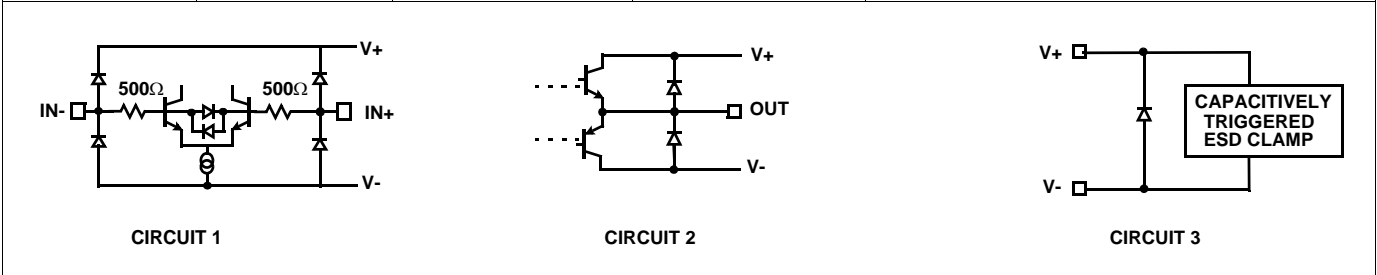 V+
500Ω
500Ω
IN-
IN+
V-
CIRCUIT 1
V+
OUT
V-
CIRCUIT 2
V+
CAPACITIVELY
TRIGGERED
ESD CLAMP
V-
CIRCUIT 3